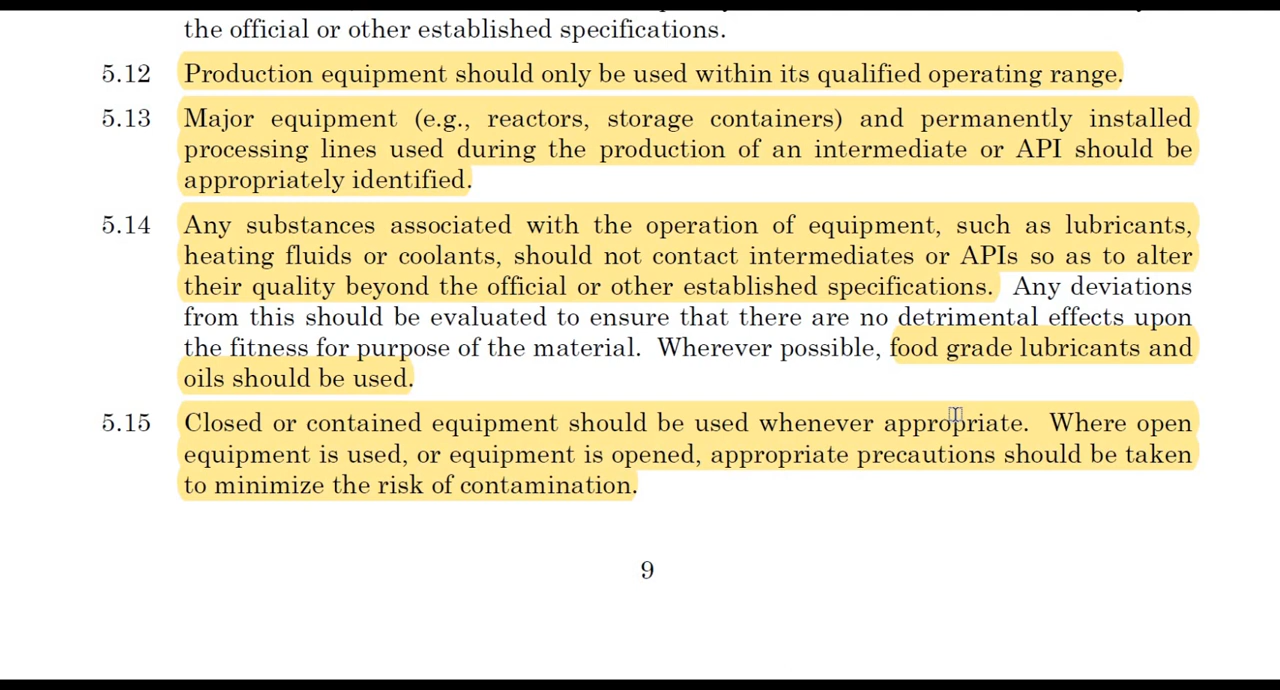 the official or other established specifications.
5.12 Production equipment should only be used within its qualified operating range.
5.13 Major equipment (e.g., reactors, storage containers) and permanently installed
processing lines used during the production of an intermediate or API should be
appropriately identified.
5.14 Any substances associated with the operation of equipment, such as lubricants,
heating fluids or coolants, should not contact intermediates or APIs so as to alter
their quality beyond the official or other established specifications. Any deviations
from this should be evaluated to ensure that there are no detrimental effects upon
the fitness for purpose of the material. Wherever possible, food grade lubricants and
oils should be used.
5.15 Closed or contained equipment should be used whenever appropriate. Where open
equipment is used, or equipment is opened, appropriate precautions should be taken
to minimize the risk of contamination.
9